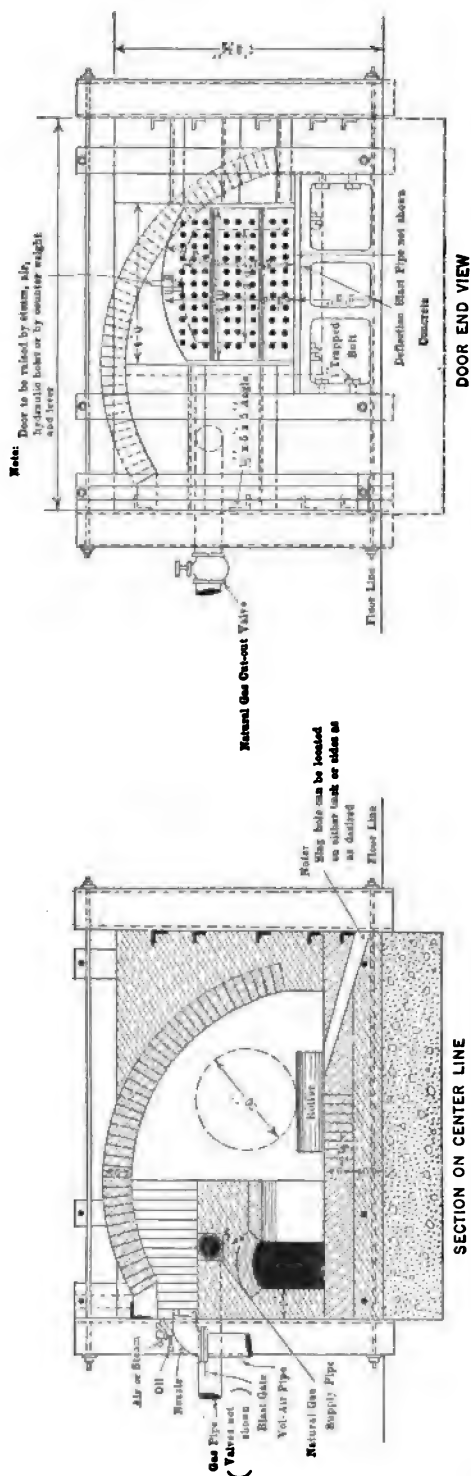 Note:
Door to be raised by steam, air,
hydraulic hoist or by counter weight
and lever
Natural Gas Cut-out Valve
Angle
Trapped
Bolt
Deflection Blast Pipe not shown
Concrete
Floor Line
DOOR END VIEW
Air or Steam
Oil
Nozzle
Gas Pipe
(Valves not
shown)
Blast Gate
Vol-Air Pipe
Natural Gas
Supply Pipe
Roller
Note:
hole can be located
on either back or sides as
as desired
Floor Line
SECTION ON CENTER LINE